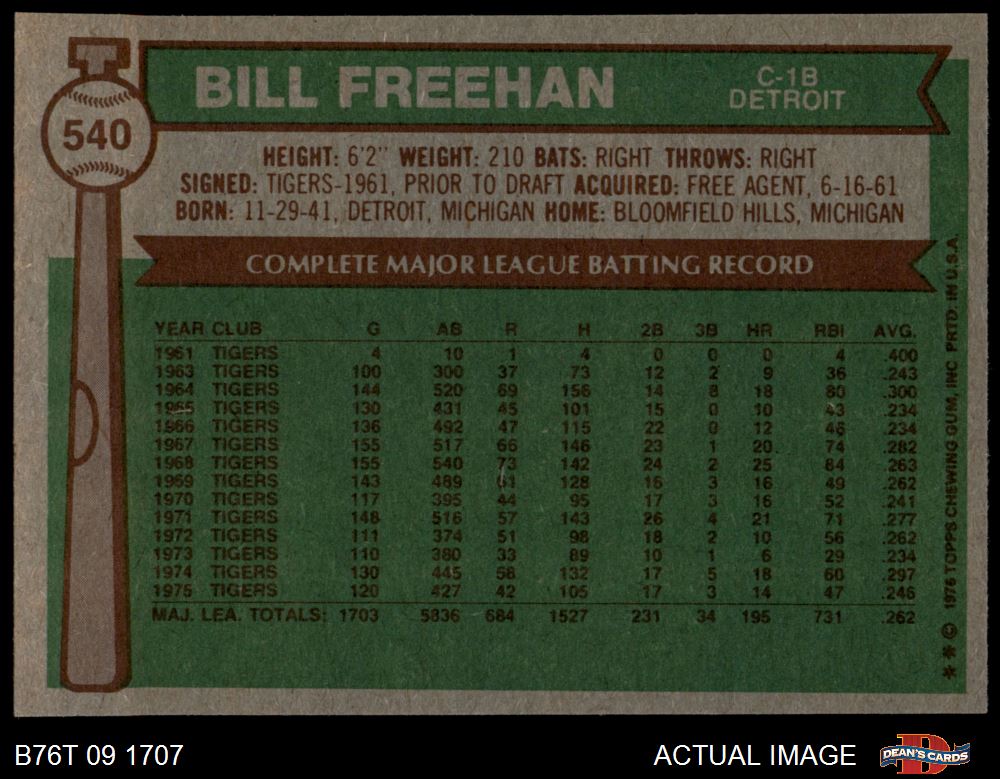 540
BILL FREEHAN
C-1B
DETROIT
HEIGHT: 6'2" WEIGHT: 210 BATS: RIGHT THROWS: RIGHT
SIGNED: TIGERS-1961, PRIOR TO DRAFT ACQUIRED: FREE AGENT, 6-16-61
BORN: 11-29-41, DETROIT, MICHIGAN HOME: BLOOMFIELD HILLS, MICHIGAN
COMPLETE MAJOR LEAGUE BATTING RECORD
YEAR CLUB G AB R H 2B 3B HR RBI AVG.
1961 TIGERS 4 10 1 4 0 0 0 4 .400
1963 TIGERS 100 300 37 73 12 2 9 36 .243
1964 TIGERS 144 520 69 156 14 8 18 80 .300
1965 TIGERS 130 431 45 101 15 0 10 43 .234
1966 TIGERS 136 492 47 115 22 0 12 46 .234
1967 TIGERS 155 517 66 146 23 1 20 74 .282
1968 TIGERS 155 540 73 142 24 2 25 84 .263
1969 TIGERS 143 489 61 128 16 3 16 49 .262
1970 TIGERS 117 395 44 95 17 3 16 52 .241
1971 TIGERS 148 516 57 143 26 4 21 71 .277
1972 TIGERS 111 374 51 98 18 2 10 56 .262
1973 TIGERS 110 380 33 89 10 1 6 29 .234
1974 TIGERS 130 445 58 132 17 5 18 60 .297
1975 TIGERS 120 427 42 105 17 3 14 47 .246
MAJ. LEA. TOTALS: 1703 5836 684 1527 231 34 195 731 .262
* * © 1976 TOPPS CHEWING GUM, INC. PRTD. IN U.S.A.
B76T 09 1707
ACTUAL IMAGE
D
DEAN'S CARDS